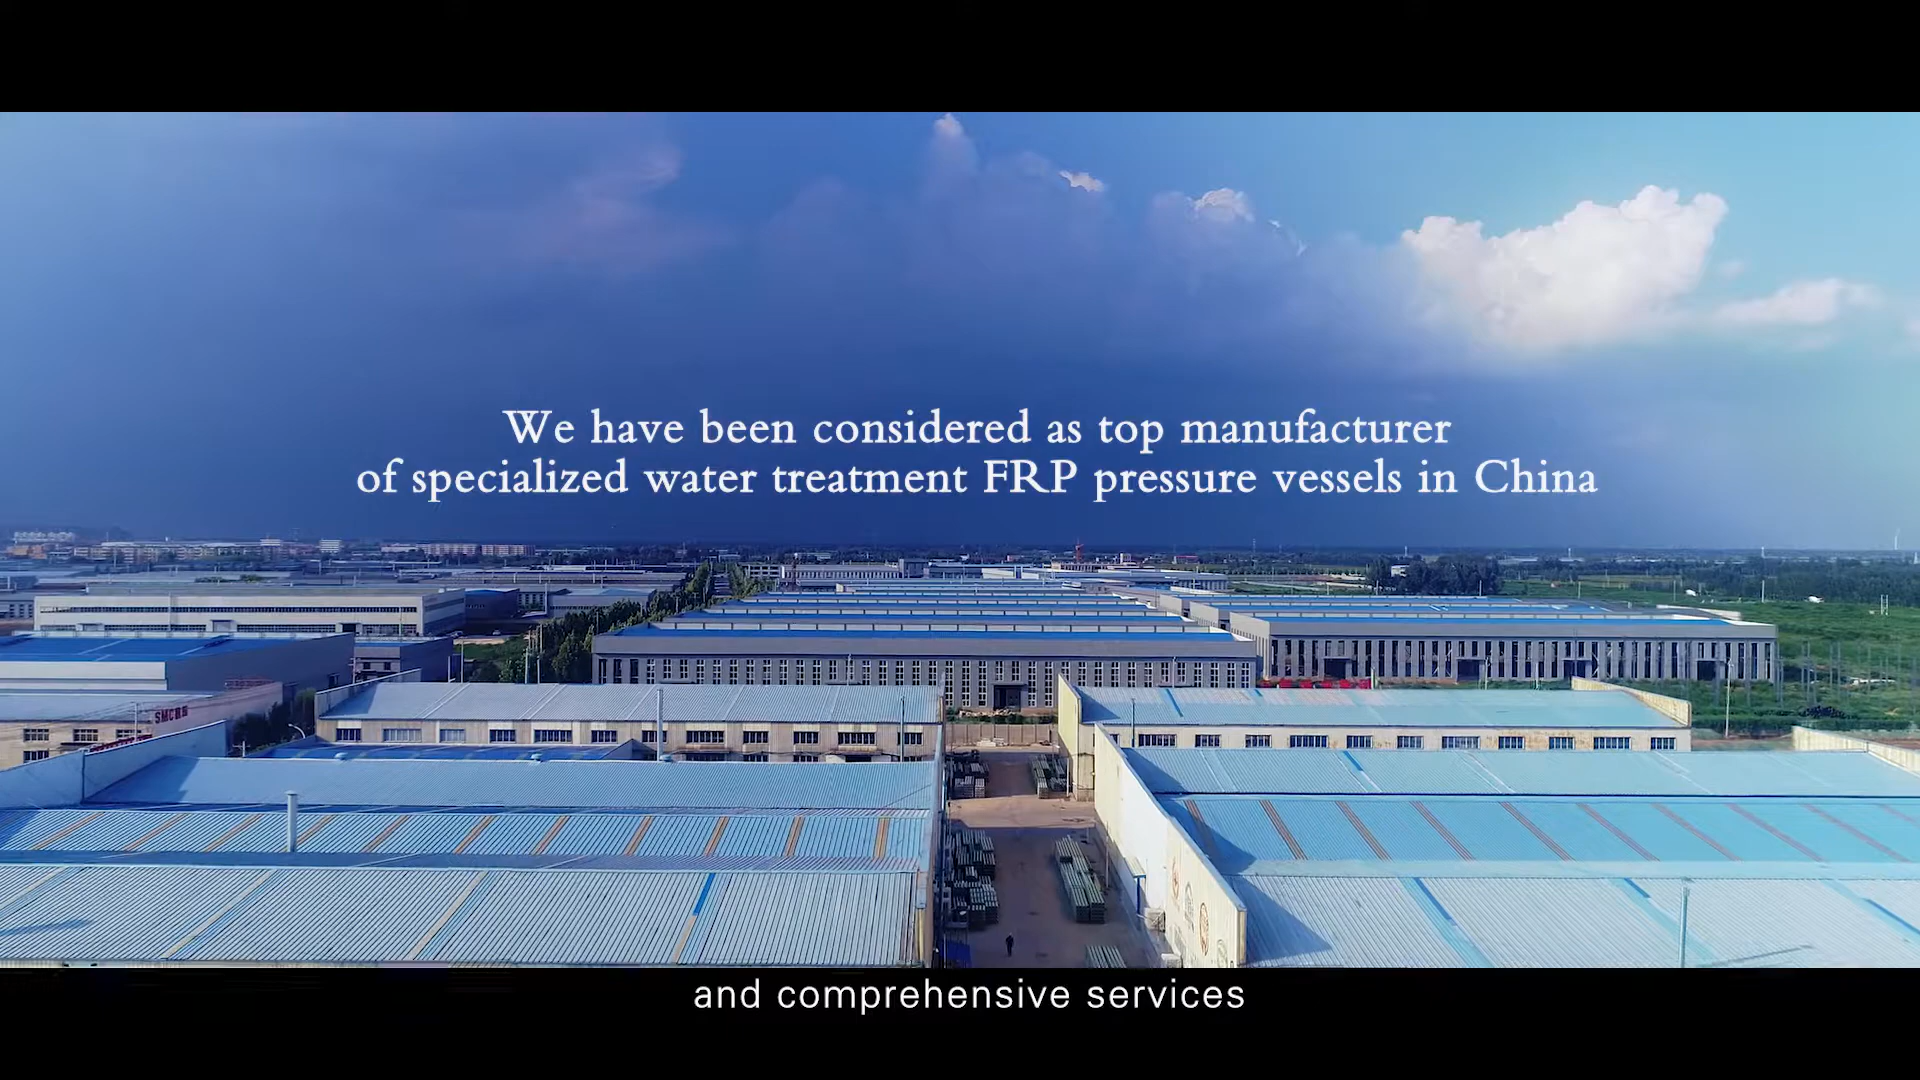 We have been considered as top manufacturer
of specialized water treatment FRP pressure vessels in China
and comprehensive services